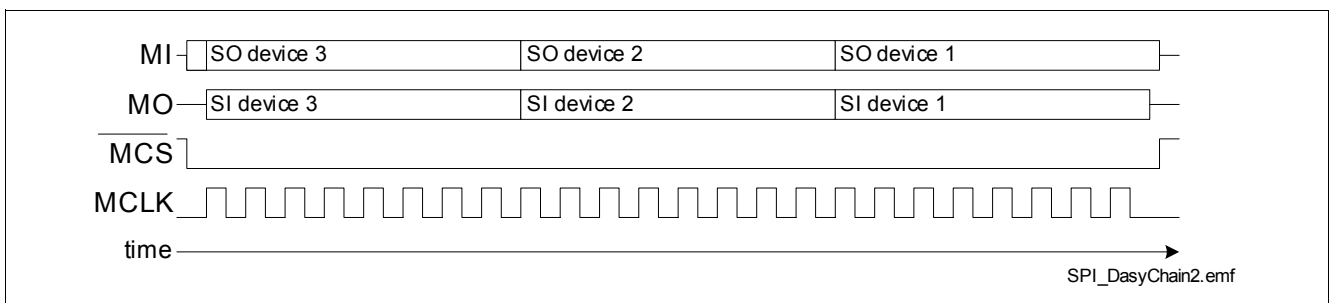 MI SO device 3 SO device 2 SO device 1
MO SI device 3 SI device 2 SI device 1
MCS
MCLK
time
SPI_DasyChain2.emf